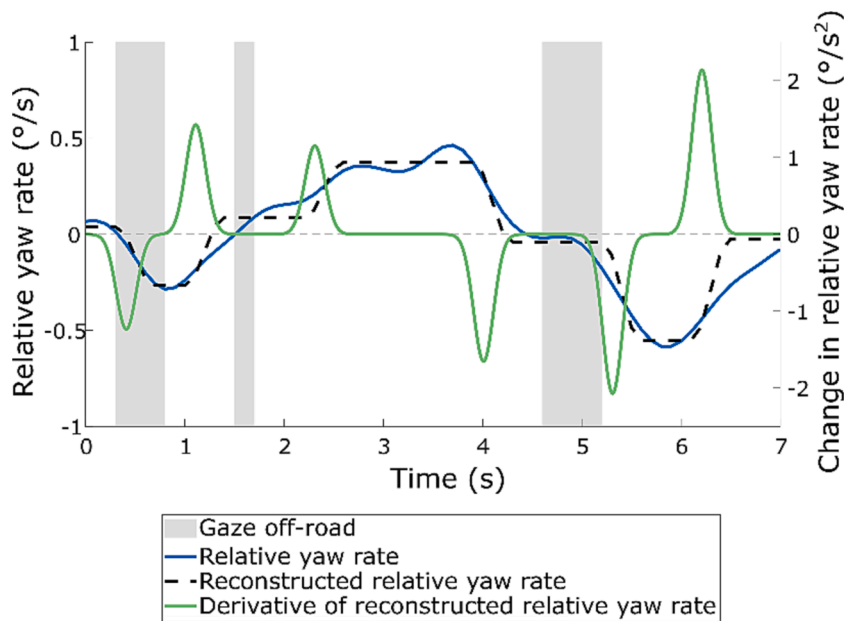 Relative yaw rate (°/s)
1
0.5
0
-0.5
-1
0 1 2 3 4 5 6 7
Time (s)
2
1
0
-1
-2
Change in relative yaw rate (°/s²)
Gaze off-road
Relative yaw rate
Reconstructed relative yaw rate
Derivative of reconstructed relative yaw rate